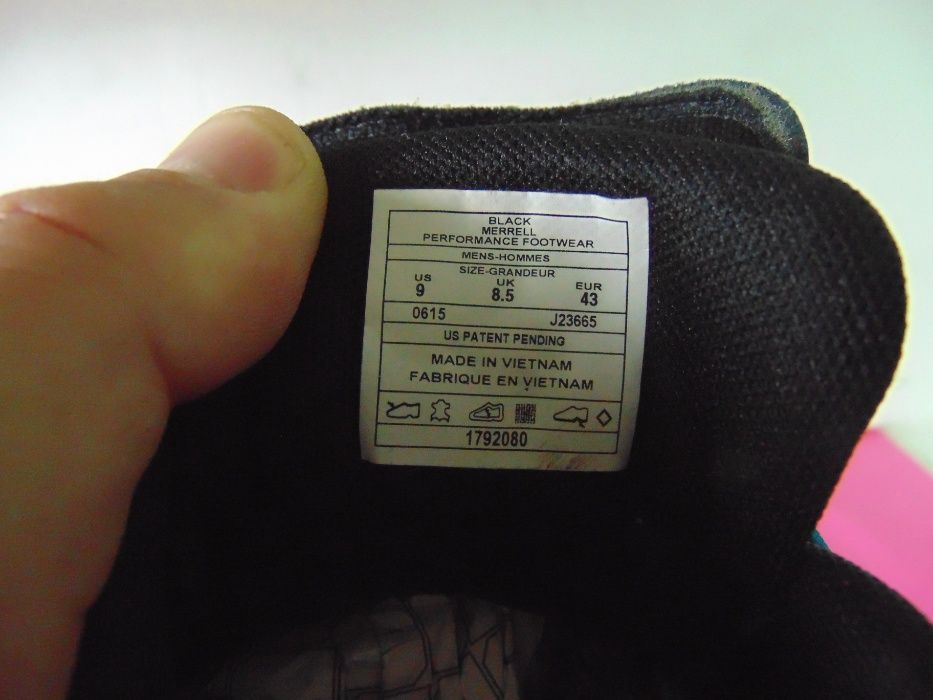 BLACK
MERRELL
PERFORMANCE FOOTWEAR
MENS-HOMMES
SIZE-GRANDEUR
US UK EUR
9 8.5 43
0615 J23665
US PATENT PENDING
MADE IN VIETNAM
FABRIQUE EN VIETNAM
1792080